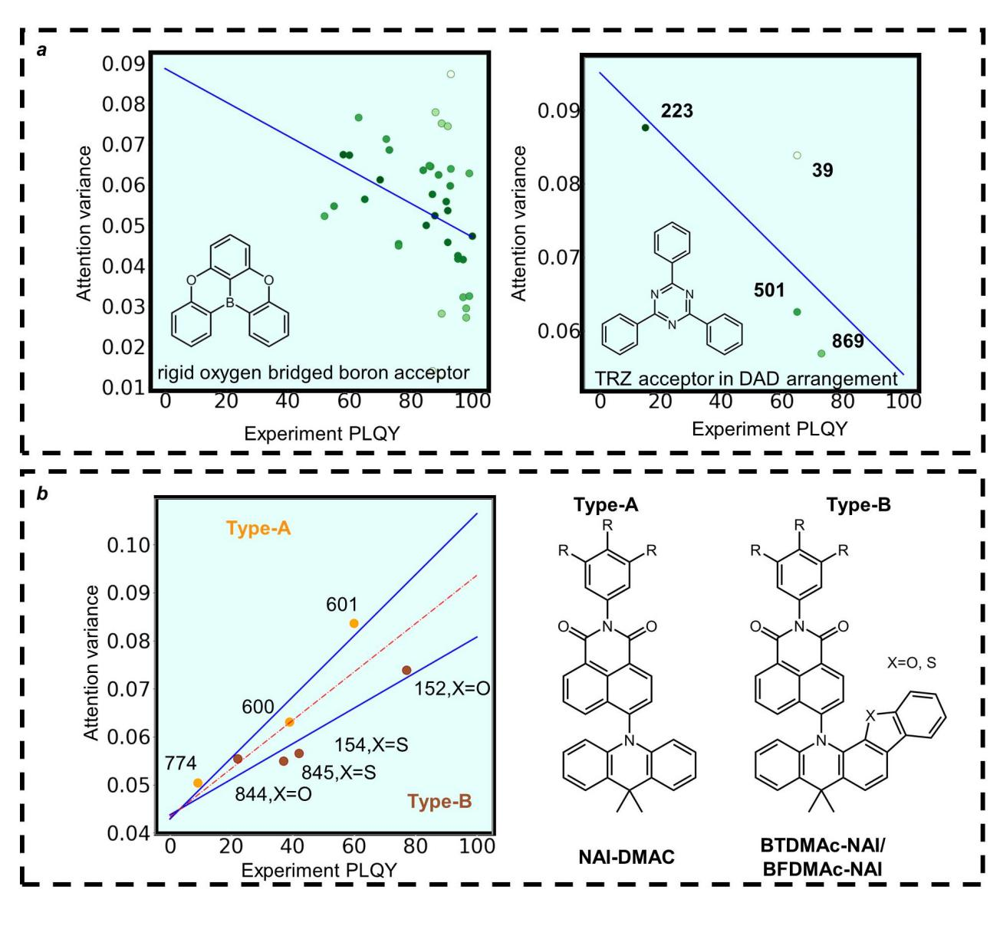 a
0.09
0.08
0.07
0.06
0.05
0.04
0.03
0.02
0.01
Attention variance
O
O
B
rigid oxygen bridged boron acceptor
0 20 40 60 80 100
Experiment PLQY
0.09
0.08
0.07
0.06
Attention variance
223
39
501
869
N
N
N
TRZ acceptor in DAD arrangement
0 20 40 60 80 100
Experiment PLQY
b
0.10
0.09
0.08
0.07
0.06
0.05
0.04
Attention variance
Type-A
601
152,X=O
600
154,X=S
774
845,X=S
844,X=O
Type-B
0 20 40 60 80 100
Experiment PLQY
Type-A
R
R R
O N O
N
NAI-DMAC
Type-B
R
R R
O N O
X=O, S
X
N
BTDMAc-NAI/
BFDMAc-NAI